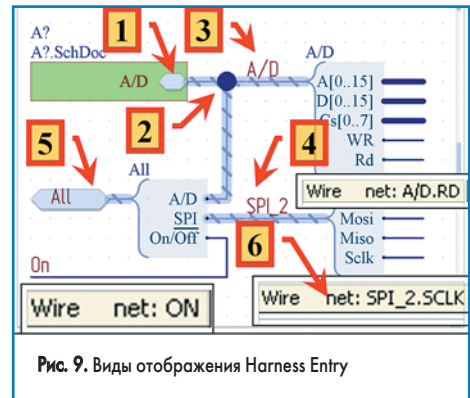 A?
A?.SchDoc
1
3
A/D
A/D
A/D
A[0..15]
D[0..15]
Cs[0..7]
WR
Rd
2
5
4
All
All
A/D
SPI
On/Off
SPI_2
Wire net: A/D.RD
Mosi
Miso
Sclk
6
On
Wire net: ON
Wire net: SPI_2.SCLK
Рис. 9. Виды отображения Harness Entry